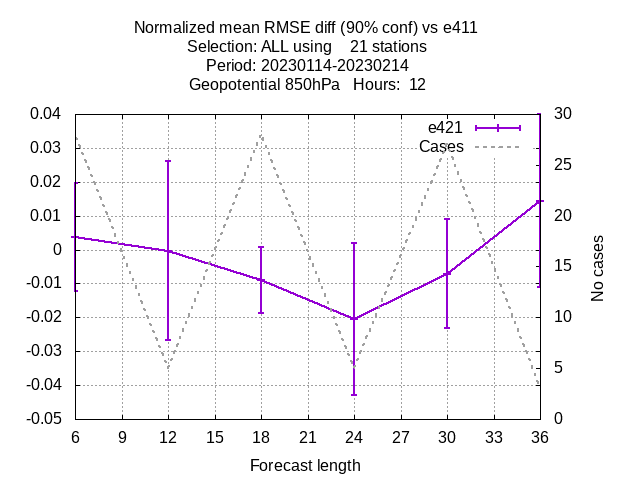 Normalized mean RMSE diff (90% conf) vs e411
Selection: ALL using    21 stations
Period: 20230114-20230214
Geopotential 850hPa   Hours:  12
e421
Cases
0.04
0.03
0.02
0.01
0
-0.01
-0.02
-0.03
-0.04
-0.05
30
25
20
15
10
5
0
No cases
6 9 12 15 18 21 24 27 30 33 36
Forecast length